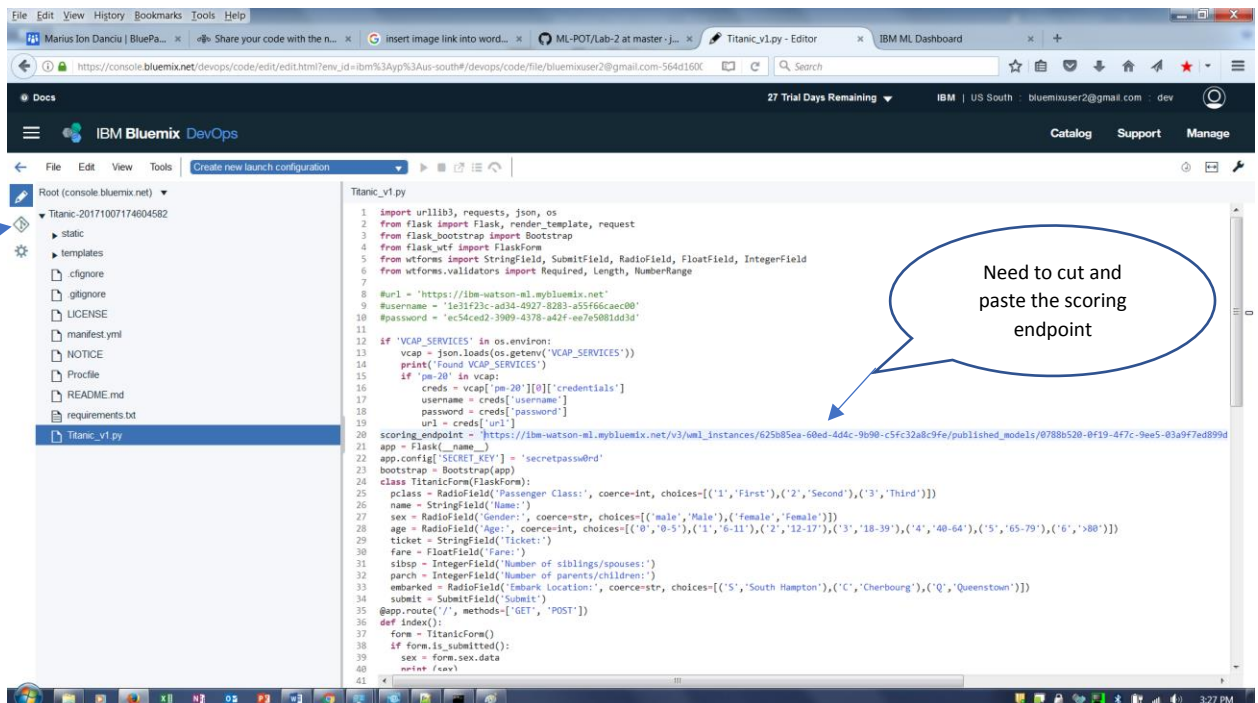 File Edit View History Bookmarks Tools Help
Marius Ion Danciu | BluePa... × Share your code with the n... × insert image link into word... × ML-POT/Lab-2 at master · j... × Titanic_v1.py - Editor × IBM ML Dashboard × +
https://console.bluemix.net/devops/code/edit/edit.html?env_id=ibm%3Ayp%3Aus-south#/devops/code/file/bluemixuser2@gmail.com-564d160( Search
Docs 27 Trial Days Remaining IBM | US South : bluemixuser2@gmail.com : dev
IBM Bluemix DevOps Catalog Support Manage
File Edit View Tools Create new launch configuration
Root (console.bluemix.net)
Titanic-20171007174604582
static
templates
.cfignore
.gitignore
LICENSE
manifest.yml
NOTICE
Procfile
README.md
requirements.txt
Titanic_v1.py
Titanic_v1.py
1 import urllib3, requests, json, os
2 from flask import Flask, render_template, request
3 from flask_bootstrap import Bootstrap
4 from flask_wtf import FlaskForm
5 from wtforms import StringField, SubmitField, RadioField, FloatField, IntegerField
6 from wtforms.validators import Required, Length, NumberRange
7
8 #url = 'https://ibm-watson-ml.mybluemix.net'
9 #username = '1e31f23c-ad34-4927-8283-a55f66caec00'
10 #password = 'ec54ced2-3909-4378-a42f-ee7e5081dd3d'
11
12 if 'VCAP_SERVICES' in os.environ:
13 vcap = json.loads(os.getenv('VCAP_SERVICES'))
14 print('Found VCAP_SERVICES')
15 if 'pm-20' in vcap:
16 creds = vcap['pm-20'][0]['credentials']
17 username = creds['username']
18 password = creds['password']
19 url = creds['url']
20 scoring_endpoint = 'https://ibm-watson-ml.mybluemix.net/v3/wml_instances/625b85ea-60ed-4d4c-9b90-c5fc32a8c9fe/published_models/0788b520-0f19-4f7c-9ee5-03a9f7ed899d
21 app = Flask(__name__)
22 app.config['SECRET_KEY'] = 'secretpassw0rd'
23 bootstrap = Bootstrap(app)
24 class TitanicForm(FlaskForm):
25 pclass = RadioField('Passenger Class:', coerce=int, choices=[('1','First'),('2','Second'),('3','Third')])
26 name = StringField('Name:')
27 sex = RadioField('Gender:', coerce=str, choices=[('male','Male'),('female','Female')])
28 age = RadioField('Age:', coerce=int, choices=[('0','0-5'),('1','6-11'),('2','12-17'),('3','18-39'),('4','40-64'),('5','65-79'),('6','>80')])
29 ticket = StringField('Ticket:')
30 fare = FloatField('Fare:')
31 sibsp = IntegerField('Number of siblings/spouses:')
32 parch = IntegerField('Number of parents/children:')
33 embarked = RadioField('Embark Location:', coerce=str, choices=[('S','South Hampton'),('C','Cherbourg'),('Q','Queenstown')])
34 submit = SubmitField('Submit')
35 @app.route('/', methods=['GET', 'POST'])
36 def index():
37 form = TitanicForm()
38 if form.is_submitted():
39 sex = form.sex.data
40 print (sex)
41
Need to cut and
paste the scoring
endpoint
3:27 PM